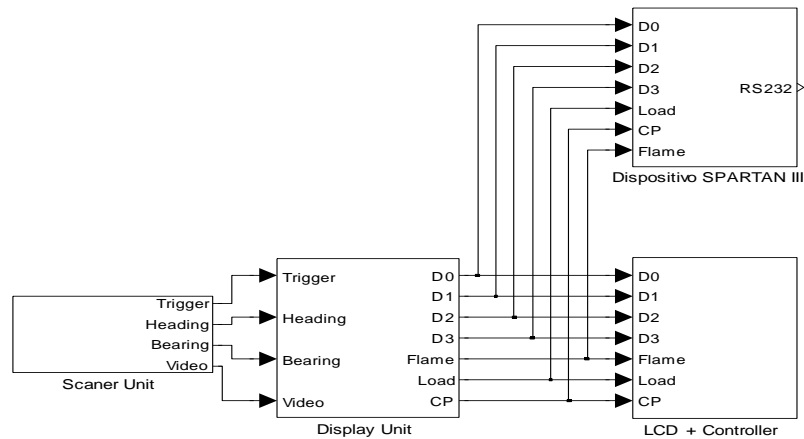 D0
D1
D2
D3
Load
CP
Flame
RS232
Dispositivo SPARTAN III
Trigger
Heading
Bearing
Video
Scaner Unit
Trigger
Heading
Bearing
Video
D0
D1
D2
D3
Flame
Load
CP
Display Unit
D0
D1
D2
D3
Flame
Load
CP
LCD + Controller